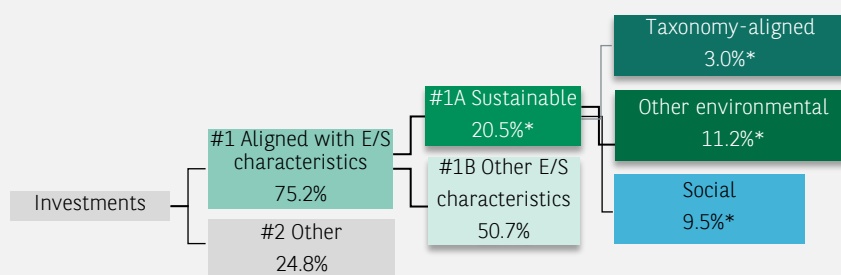 Investments
#1 Aligned with E/S
characteristics
75.2%
#2 Other
24.8%
#1A Sustainable
20.5%*
#1B Other E/S
characteristics
50.7%
Taxonomy-aligned
3.0%*
Other environmental
11.2%*
Social
9.5%*